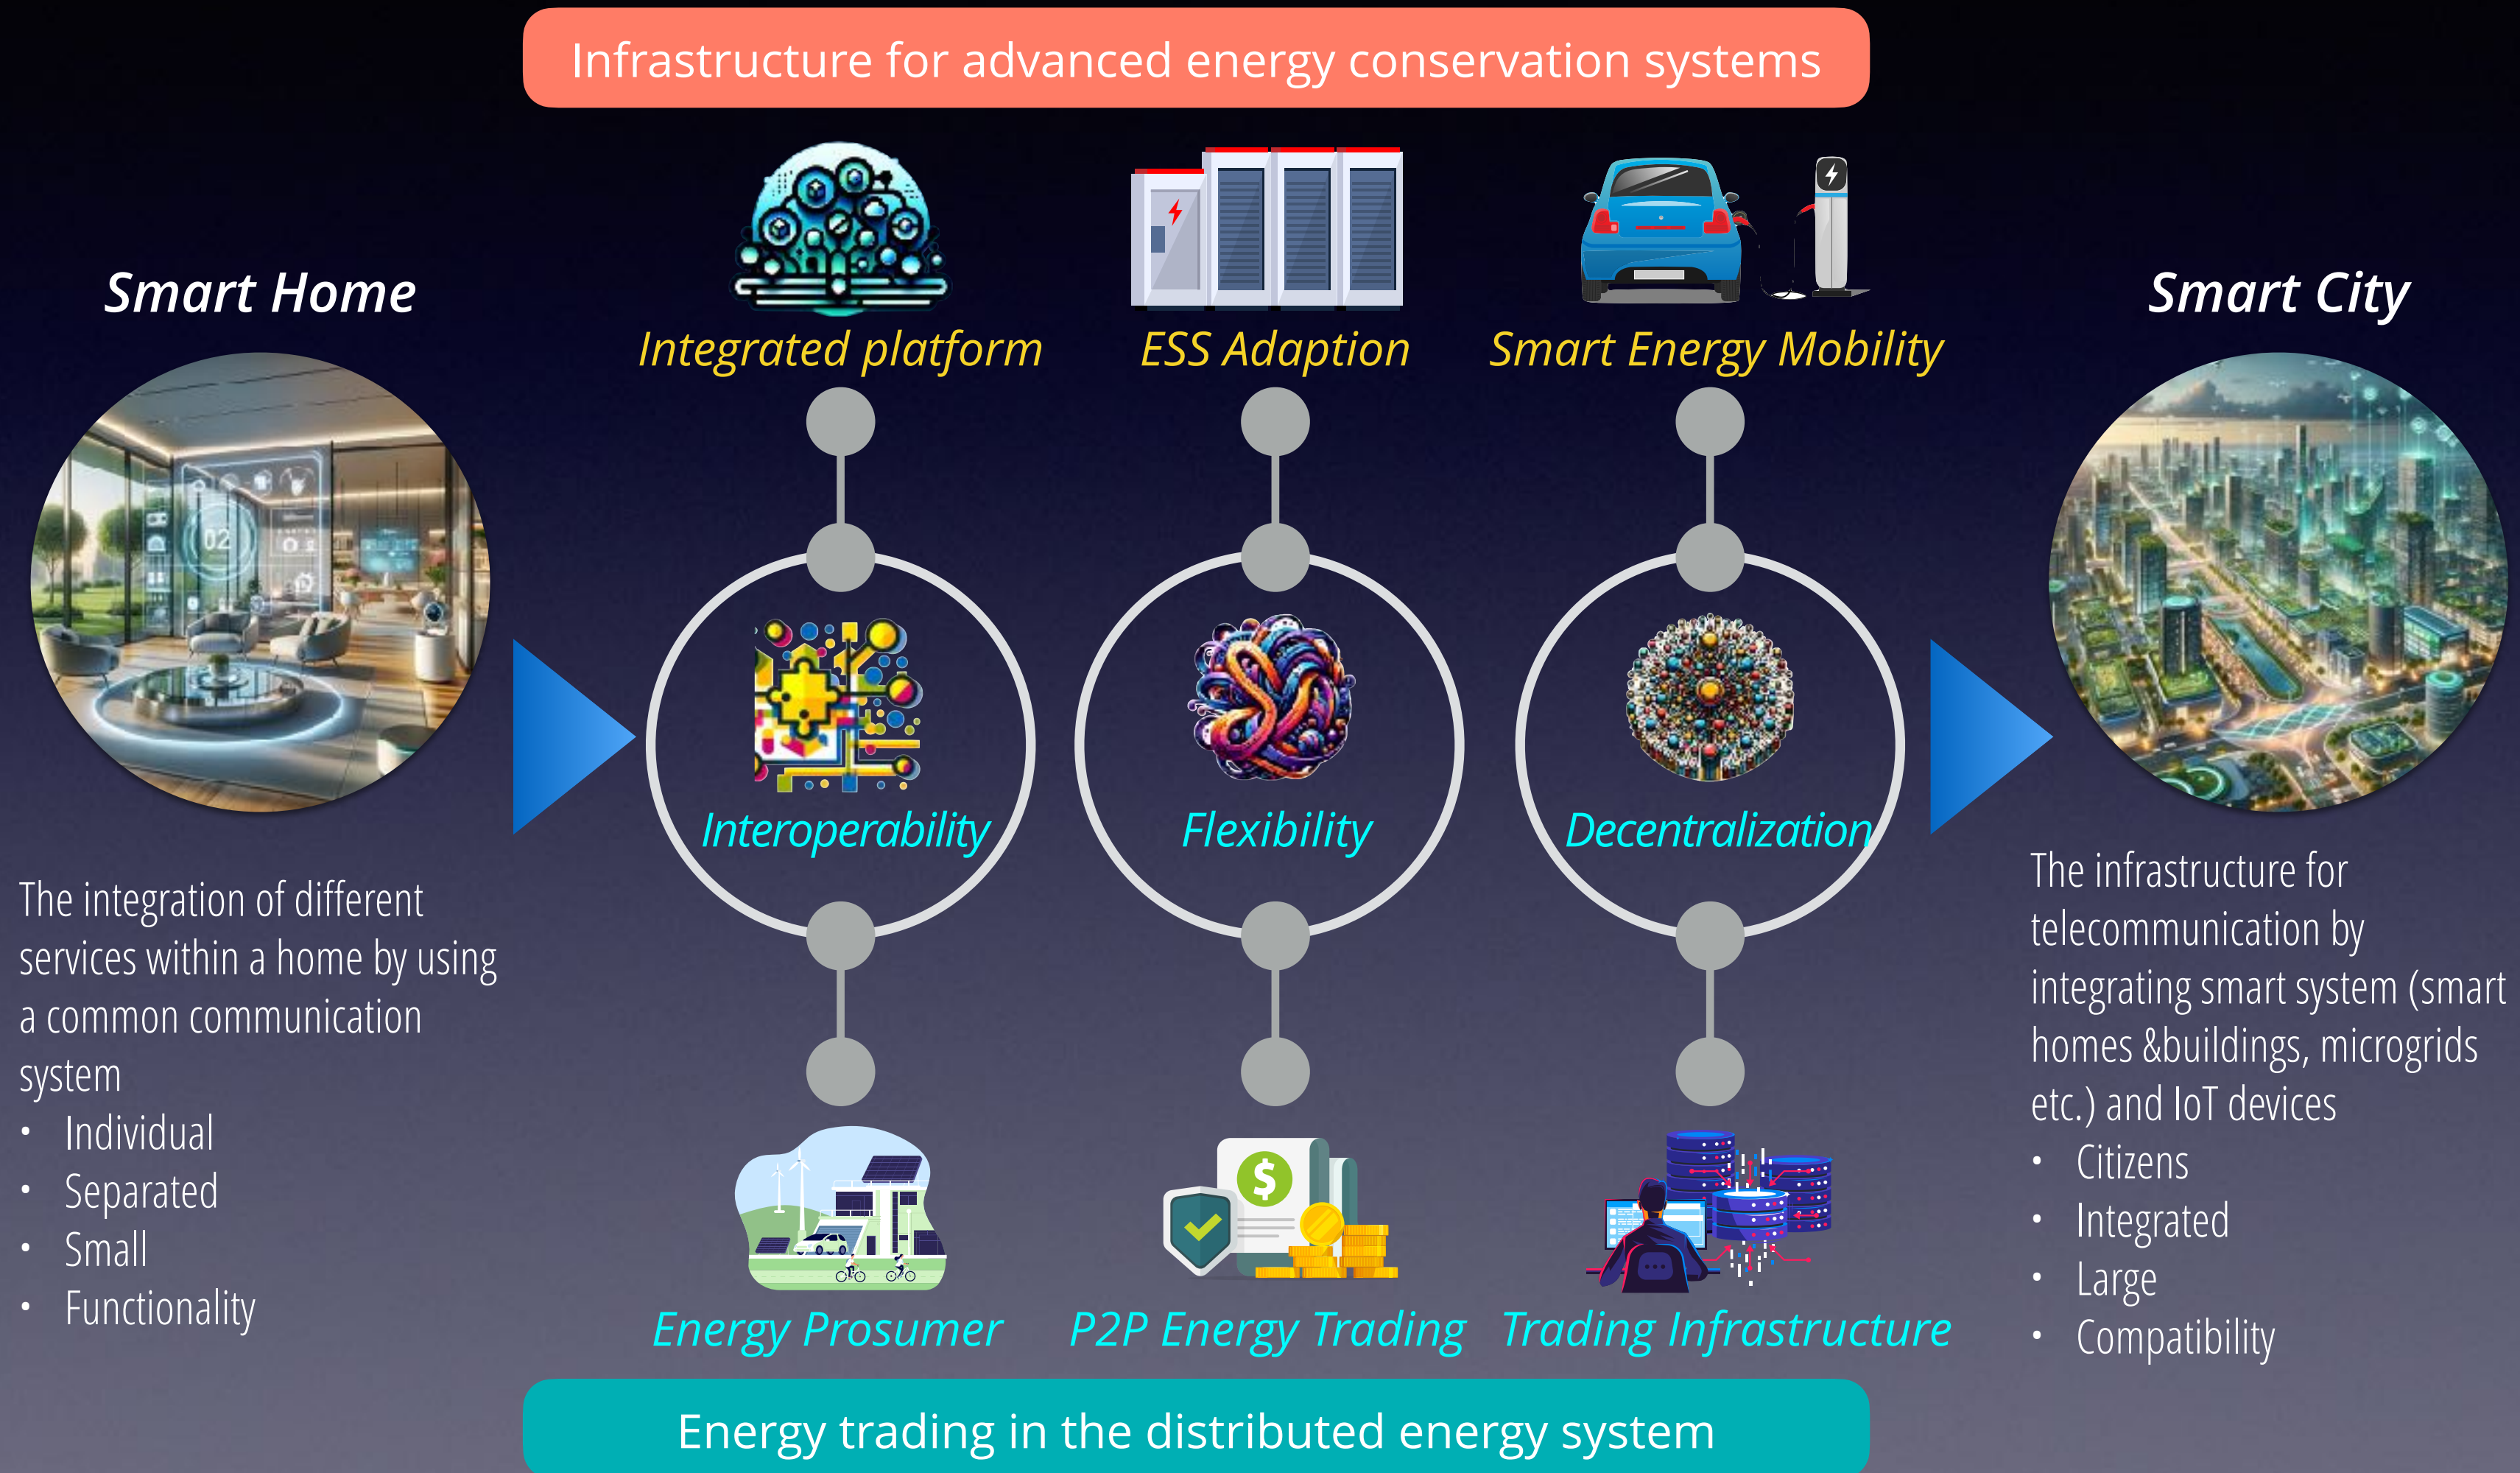 Infrastructure for advanced energy conservation systems
Smart Home
The integration of different
services within a home by using
a common communication
system
• Individual
• Separated
• Small
• Functionality
02
Integrated platform
ESS Adaption
Smart Energy Mobility
Interoperability
Flexibility
Decentralization
Energy Prosumer
P2P Energy Trading
Trading Infrastructure
Smart City
The infrastructure for
telecommunication by
integrating smart system (smart
homes &buildings, microgrids
etc.) and IoT devices
• Citizens
• Integrated
• Large
• Compatibility
Energy trading in the distributed energy system